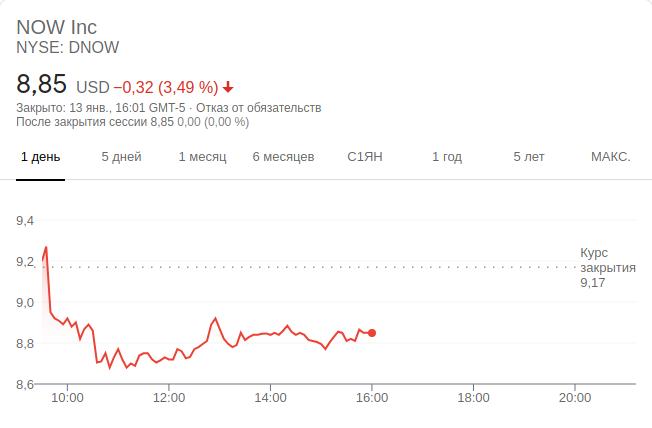 NOW Inc
NYSE: DNOW
8,85 USD −0,32 (3,49 %)
Закрыто: 13 янв., 16:01 GMT-5 · Отказ от обязательств
После закрытия сессии 8,85 0,00 (0,00 %)
1 день 5 дней 1 месяц 6 месяцев С1ЯН 1 год 5 лет МАКС.
9,4
9,2
9,0
8,8
8,6
Курс
закрытия
9,17
10:00 12:00 14:00 16:00 18:00 20:00